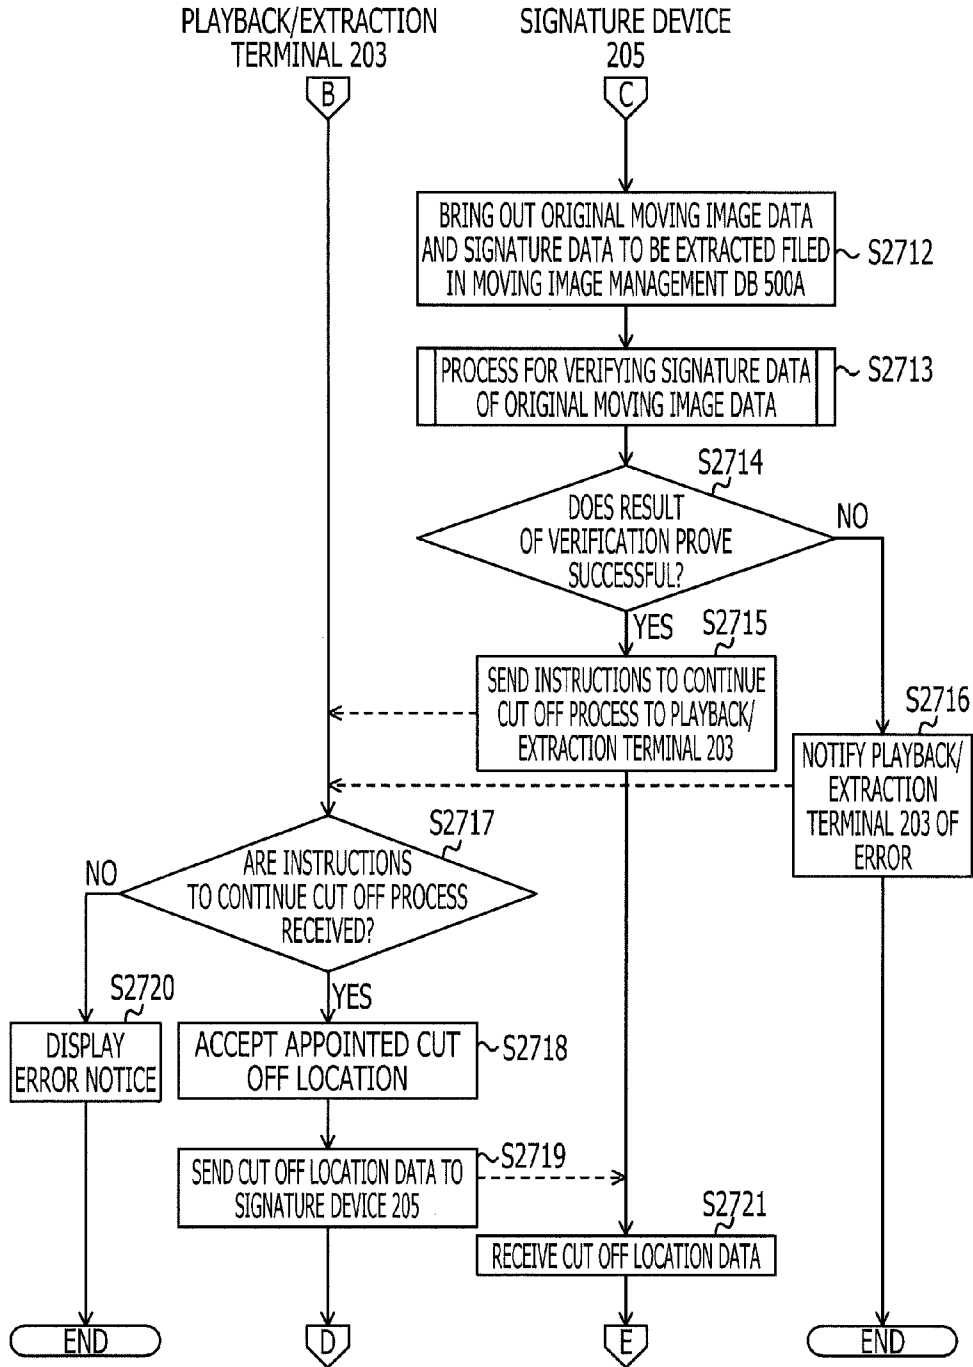 PLAYBACK/EXTRACTION
TERMINAL 203
SIGNATURE DEVICE
205
B
C
BRING OUT ORIGINAL MOVING IMAGE DATA
AND SIGNATURE DATA TO BE EXTRACTED FILED
IN MOVING IMAGE MANAGEMENT DB 500A
S2712
PROCESS FOR VERIFYING SIGNATURE DATA
OF ORIGINAL MOVING IMAGE DATA
S2713
S2714
DOES RESULT
OF VERIFICATION PROVE
SUCCESSFUL?
NO
YES
S2715
SEND INSTRUCTIONS TO CONTINUE
CUT OFF PROCESS TO PLAYBACK/
EXTRACTION TERMINAL 203
S2716
NOTIFY PLAYBACK/
EXTRACTION
TERMINAL 203 OF
ERROR
S2717
ARE INSTRUCTIONS
TO CONTINUE CUT OFF PROCESS
RECEIVED?
NO
YES
S2720
DISPLAY
ERROR NOTICE
ACCEPT APPOINTED CUT
OFF LOCATION
S2718
SEND CUT OFF LOCATION DATA TO
SIGNATURE DEVICE 205
S2719
S2721
RECEIVE CUT OFF LOCATION DATA
END
D
E
END